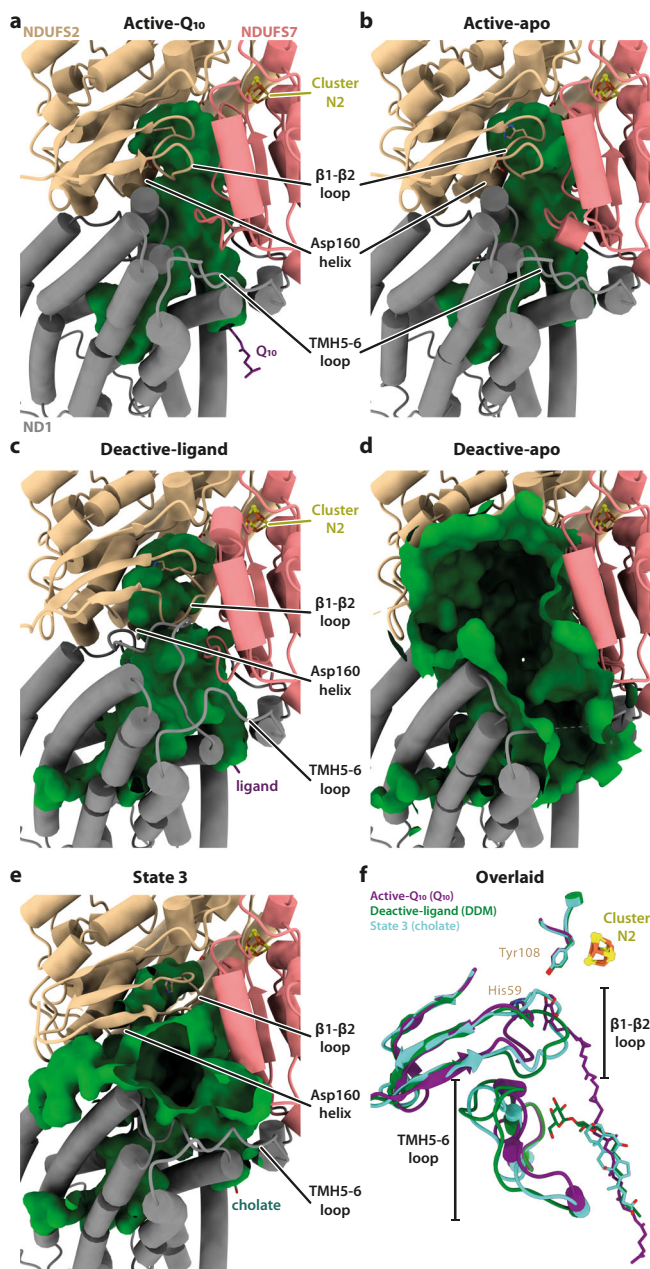 a Active-Q₁₀
NDUFS2
NDUFS7
Cluster
N2
β1-β2
loop
Asp160
helix
TMH5-6
loop
Q₁₀
ND1
b Active-apo
Cluster
N2
c Deactive-ligand
Cluster
N2
β1-β2
loop
Asp160
helix
TMH5-6
loop
ligand
d Deactive-apo
e State 3
β1-β2
loop
Asp160
helix
TMH5-6
loop
cholate
f Overlaid
Active-Q₁₀ (Q₁₀)
Deactive-ligand (DDM)
State 3 (cholate)
Cluster
N2
Tyr108
His59
β1-β2
loop
TMH5-6
loop